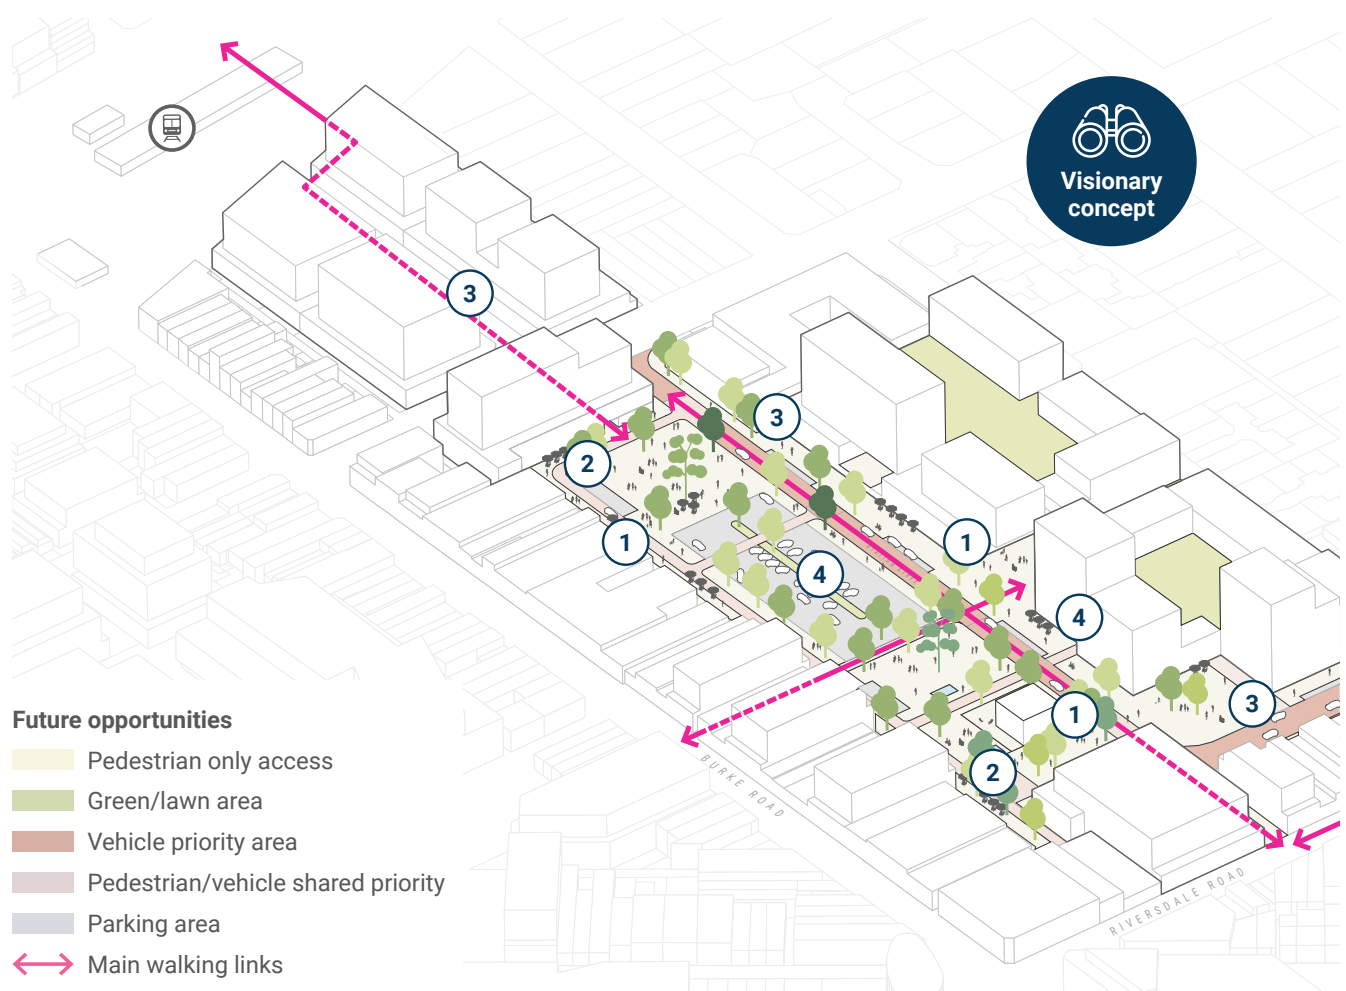 Visionary
concept
3
3
2
1
1
4
4
3
1
2
BURKE ROAD
RIVERSDALE ROAD
Future opportunities
Pedestrian only access
Green/lawn area
Vehicle priority area
Pedestrian/vehicle shared priority
Parking area
Main walking links